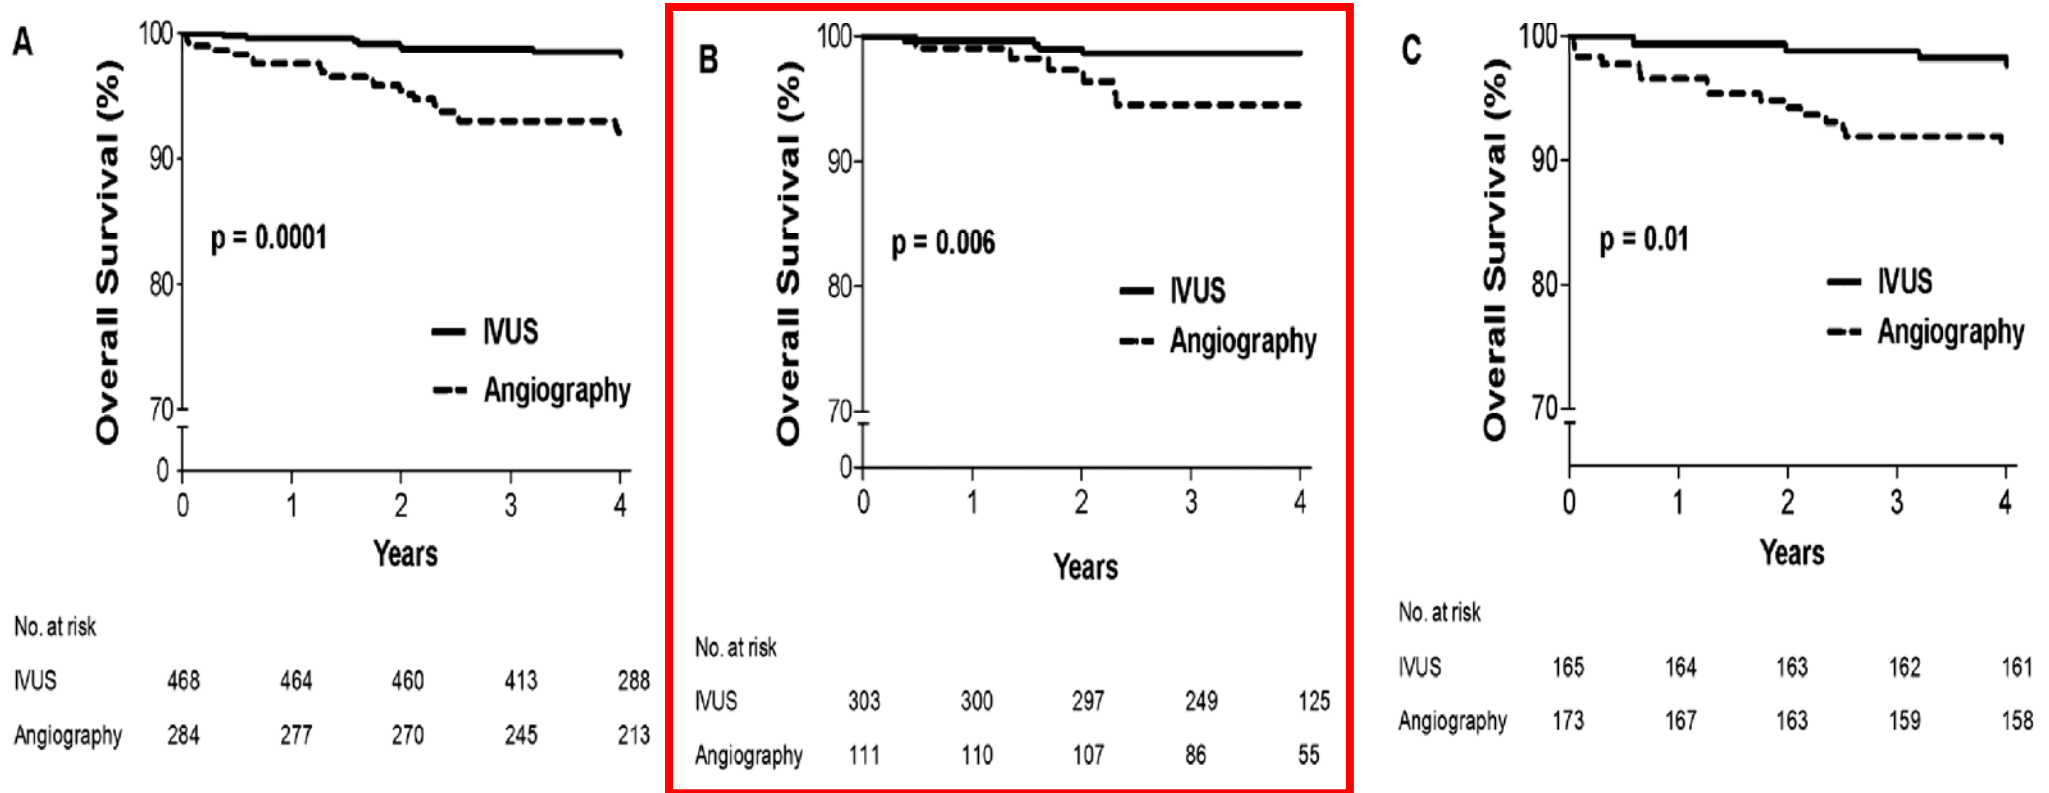 A
Overall Survival (%)
100
90
80
70
0
p = 0.0001
IVUS
Angiography
0 1 2 3 4
Years
No. at risk
IVUS 468 464 460 413 288
Angiography 284 277 270 245 213
B
Overall Survival (%)
100
90
80
70
0
p = 0.006
IVUS
Angiography
0 1 2 3 4
Years
No. at risk
IVUS 303 300 297 249 125
Angiography 111 110 107 86 55
C
Overall Survival (%)
100
90
80
70
p = 0.01
IVUS
Angiography
0 1 2 3 4
Years
No. at risk
IVUS 165 164 163 162 161
Angiography 173 167 163 159 158